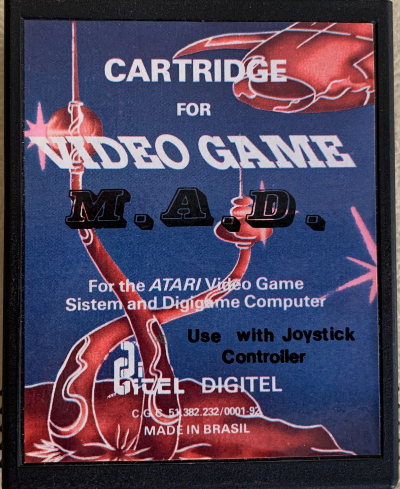 CARTRIDGE
FOR
VIDEO GAME
M.A.D.
For the ATARI Video Game
Sistem and Digigame Computer
Use with Joystick
Controller
DIGITEL
C.G.C. 51.382.232/0001-92
MADE IN BRASIL